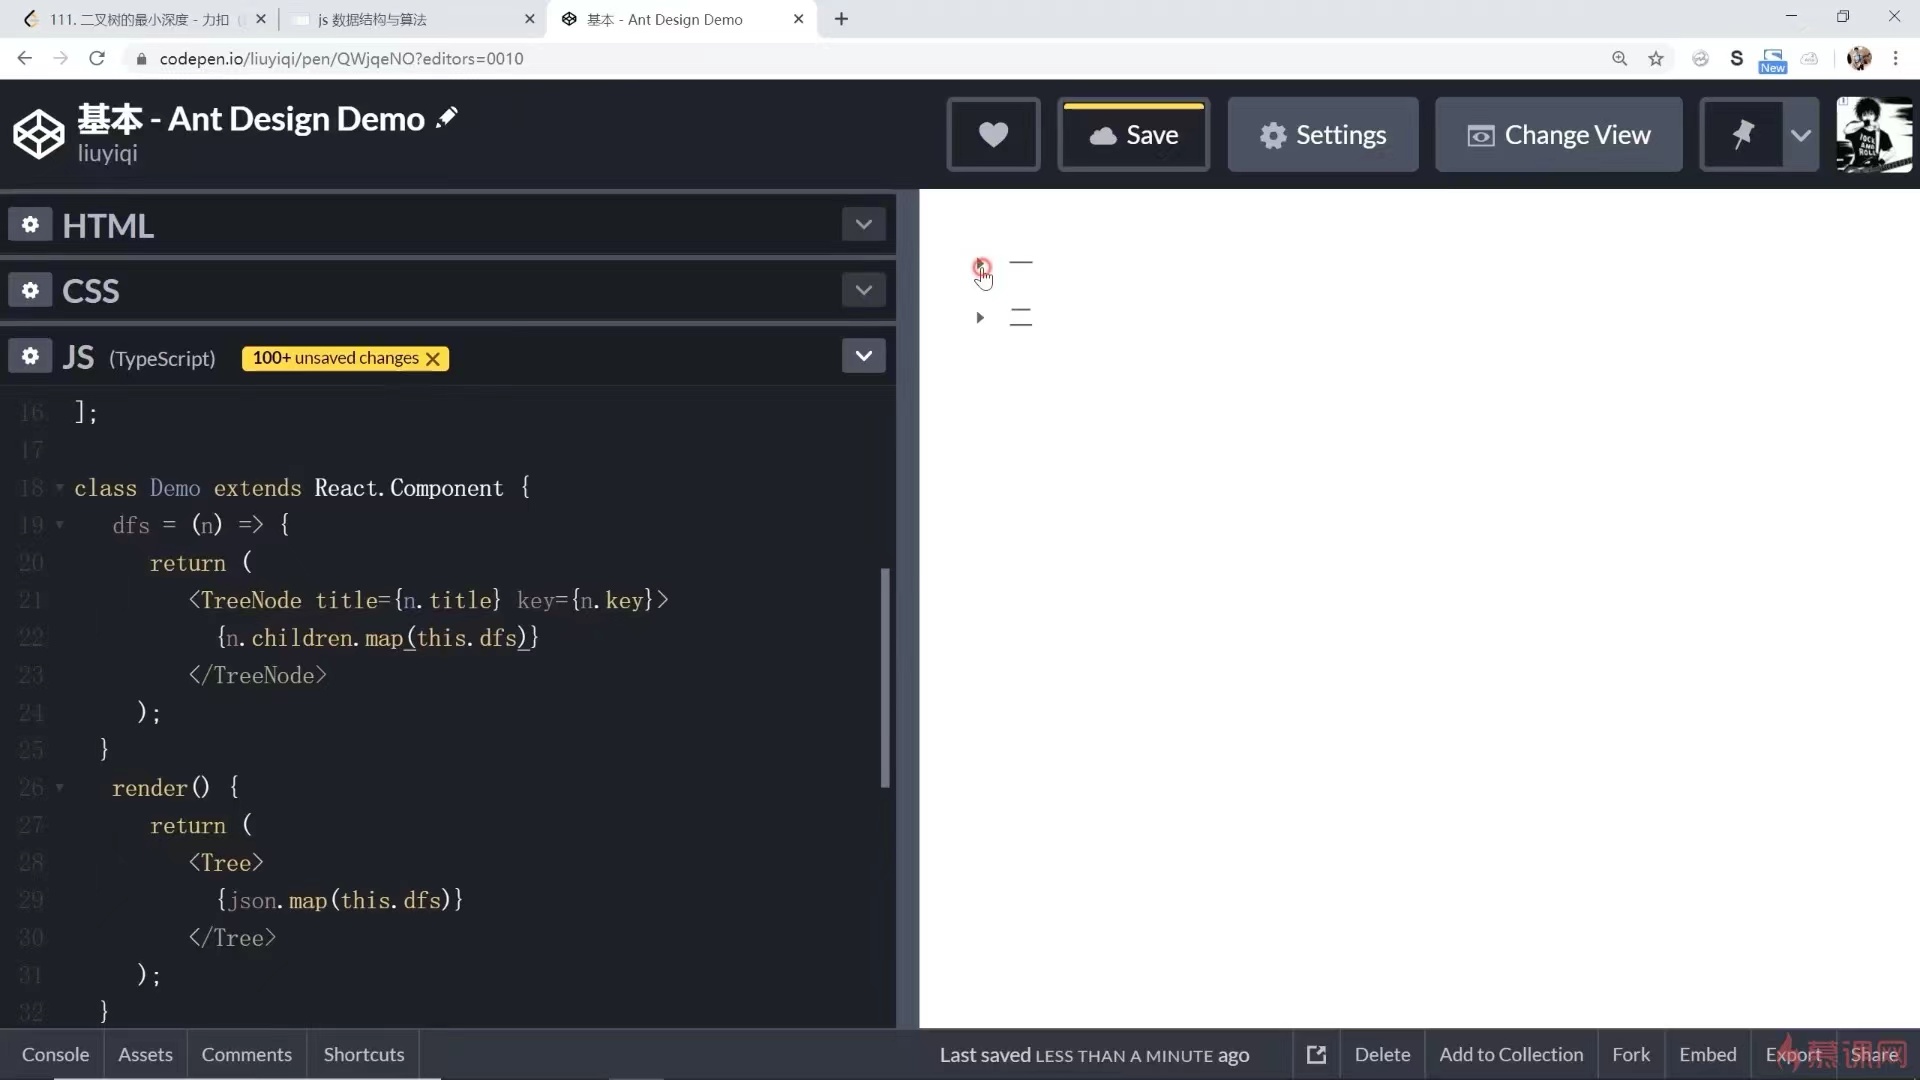 111. 二叉树的最小深度 - 力扣
js 数据结构与算法
基本 - Ant Design Demo
codepen.io/liuyiqi/pen/QWjqeNO?editors=0010
S
New
基本 - Ant Design Demo
liuyiqi
Save
Settings
Change View
HTML
CSS
JS (TypeScript) 100+ unsaved changes
16 ];
17
18 class Demo extends React.Component {
19 dfs = (n) => {
20 return (
21 <TreeNode title={n.title} key={n.key}>
22 {n.children.map(this.dfs)}
23 </TreeNode>
24 );
25 }
26 render() {
27 return (
28 <Tree>
29 {json.map(this.dfs)}
30 </Tree>
31 );
32 }
一
二
Console
Assets
Comments
Shortcuts
Last saved LESS THAN A MINUTE ago
Delete
Add to Collection
Fork
Embed
Export
Share
慕课网